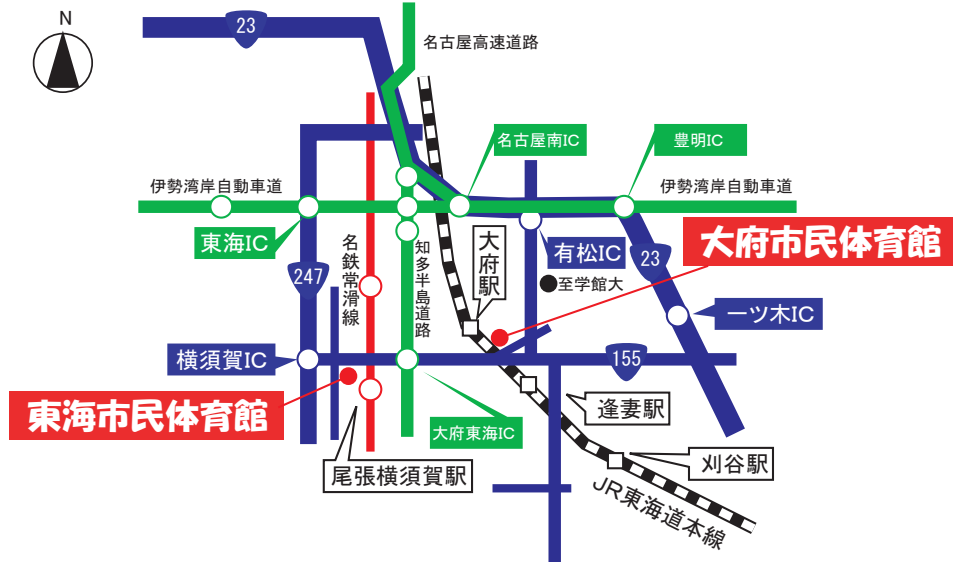 N
23
名古屋高速道路
名古屋南IC
豊明IC
伊勢湾岸自動車道
伊勢湾岸自動車道
東海IC
名鉄常滑線
知多半島道路
大府駅
有松IC
大府市民体育館
23
247
至学館大
一ツ木IC
横須賀IC
155
東海市民体育館
大府東海IC
逢妻駅
尾張横須賀駅
刈谷駅
JR東海道本線